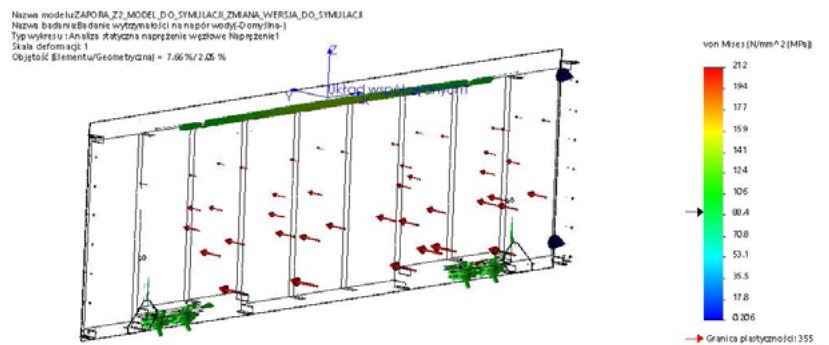 Nazwa modelu:ZAPORA_Z2_MODEL_DO_SYMULACJI_ZMIANA_WERSJA_DO_SYMULACJI
Nazwa badania:Badanie wytrzymałości na napór wody(-Domyślna-)
Typ wykresu : Analiza statyczna naprężenie węzłowe Naprężenie1
Skala deformacji: 1
Objętość (Elementu/Geometryczna) = 7.66%/2.05 %
Z
Y
Układ
von Mises (N/mm^2 (MPa))
212
194
177
159
141
124
106
88.4
70.8
53.1
35.5
17.8
0.106
Granica plastyczności: 355